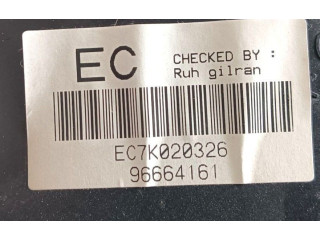 EC CHECKED BY :
Ruh gilran
EC7K020326
96664161